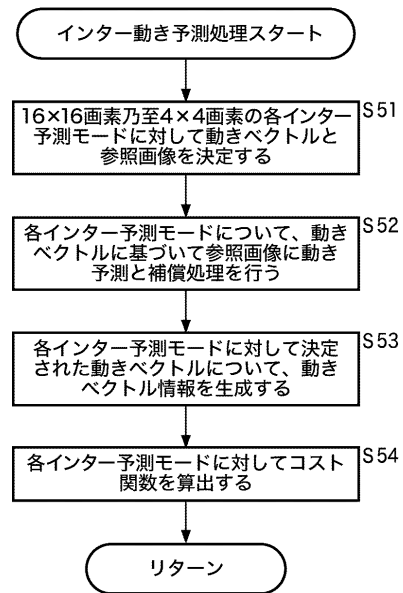 インター動き予測処理スタート
S51
16×16画素乃至4×4画素の各インター
予測モードに対して動きベクトルと
参照画像を決定する
S52
各インター予測モードについて、動き
ベクトルに基づいて参照画像に動き
予測と補償処理を行う
S53
各インター予測モードに対して決定
された動きベクトルについて、動き
ベクトル情報を生成する
S54
各インター予測モードに対してコスト
関数を算出する
リターン